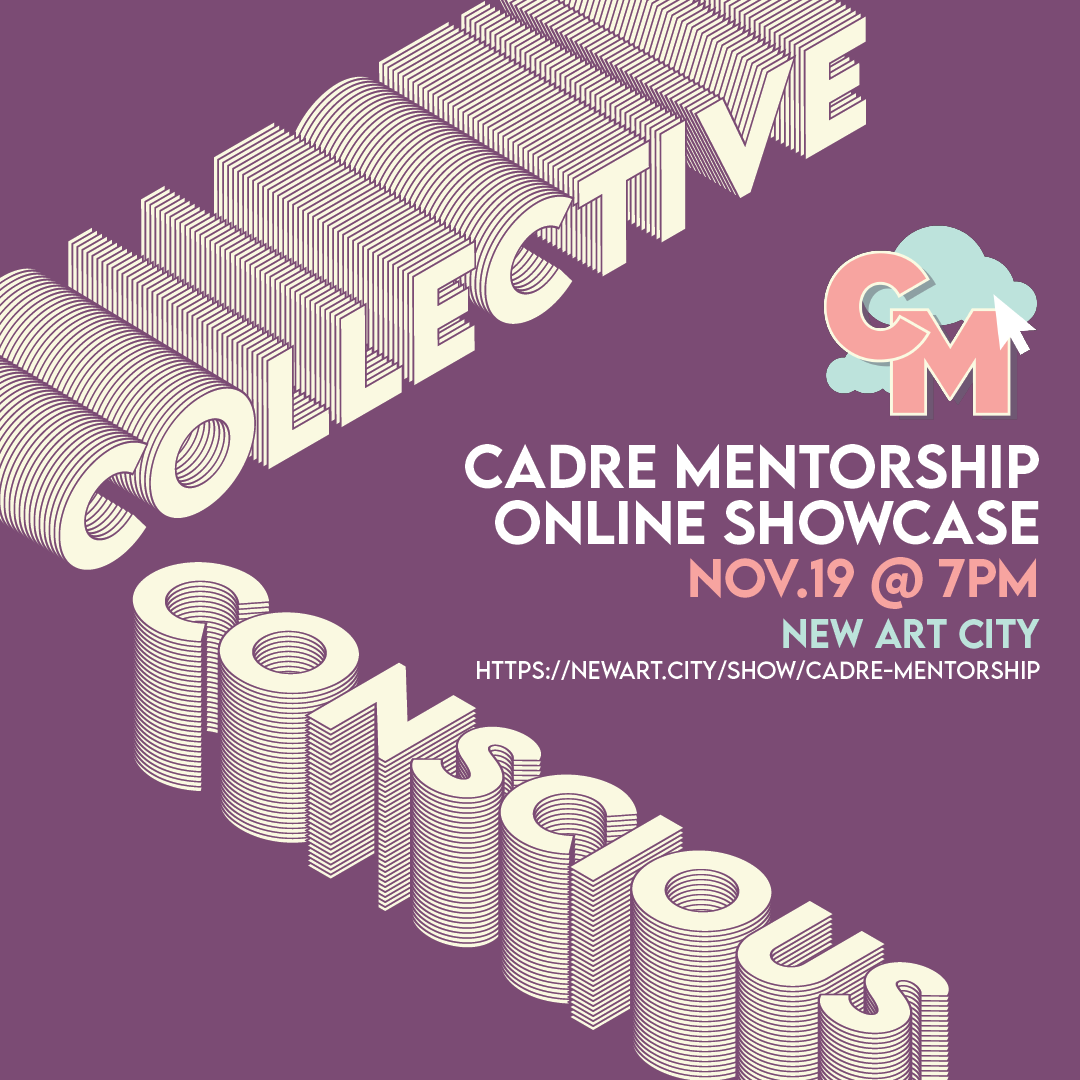 COLLECTIVE
CM
CADRE MENTORSHIP
ONLINE SHOWCASE
NOV.19 @ 7PM
NEW ART CITY
HTTPS://NEWART.CITY/SHOW/CADRE-MENTORSHIP
CONSCIOUS